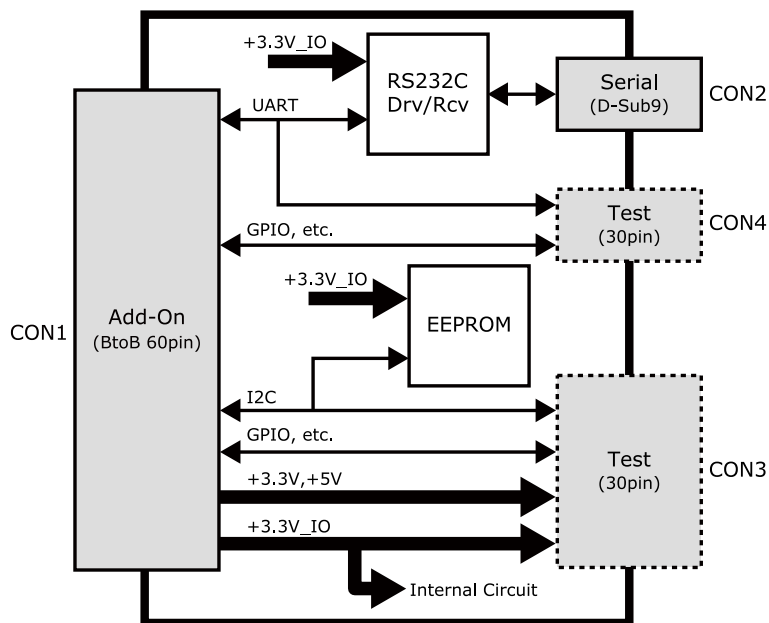 +3.3V_IO
RS232C
Drv/Rcv
Serial
(D-Sub9)
CON2
UART
Test
(30pin)
CON4
GPIO, etc.
+3.3V_IO
EEPROM
CON1
Add-On
(BtoB 60pin)
I2C
GPIO, etc.
Test
(30pin)
CON3
+3.3V,+5V
+3.3V_IO
Internal Circuit